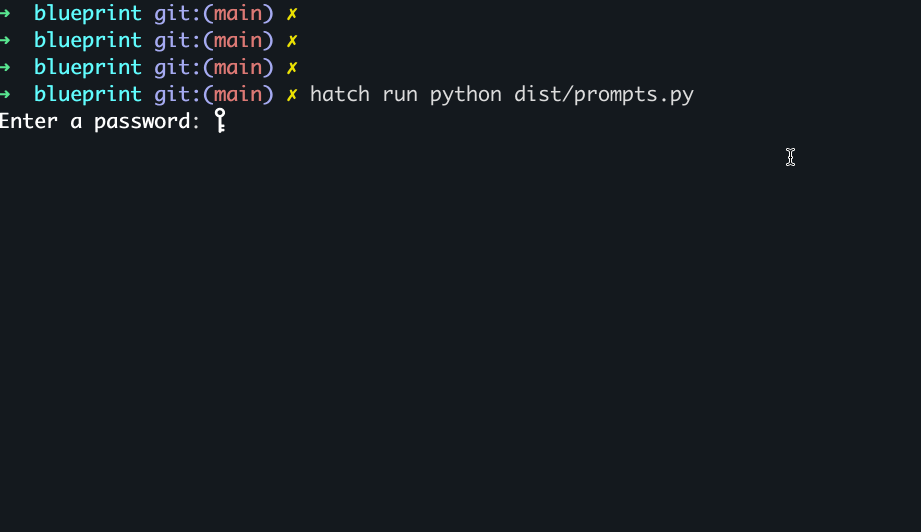 ➜  blueprint git:(main) ✗
➜  blueprint git:(main) ✗
➜  blueprint git:(main) ✗
➜  blueprint git:(main) ✗ hatch run python dist/prompts.py
Enter a password: